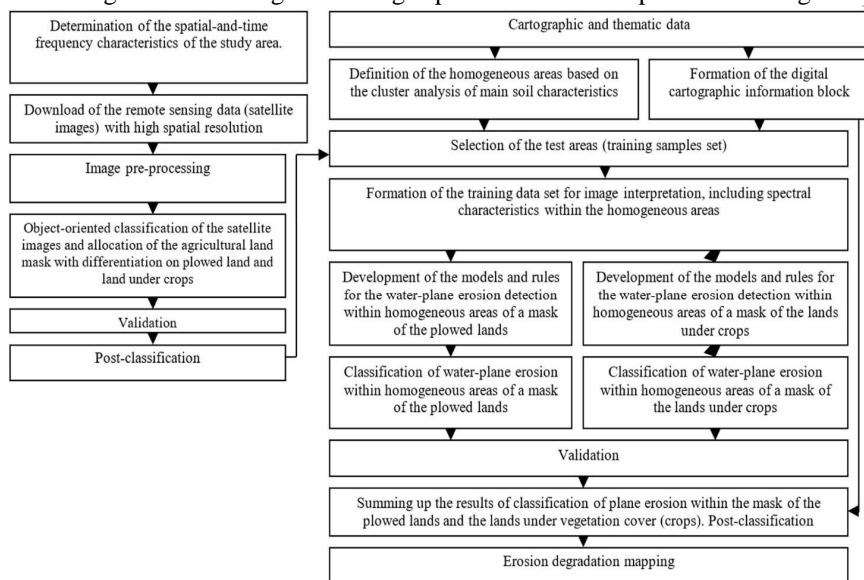 Determination of the spatial-and-time
frequency characteristics of the study area.
Download of the remote sensing data (satellite
images) with high spatial resolution
Image pre-processing
Object-oriented classification of the satellite
images and allocation of the agricultural land
mask with differentiation on plowed land and
land under crops
Validation
Post-classification
Cartographic and thematic data
Definition of the homogeneous areas based on
the cluster analysis of main soil characteristics
Formation of the digital
cartographic information block
Selection of the test areas (training samples set)
Formation of the training data set for image interpretation, including spectral
characteristics within the homogeneous areas
Development of the models and rules
for the water-plane erosion detection
within homogeneous areas of a mask
of the plowed lands
Development of the models and rules for
the water-plane erosion detection within
homogeneous areas of a mask of the lands
under crops
Classification of water-plane erosion
within homogeneous areas of a mask
of the plowed lands
Classification of water-plane erosion
within homogeneous areas of a mask of
the lands under crops
Validation
Summing up the results of classification of plane erosion within the mask of the
plowed lands and the lands under vegetation cover (crops). Post-classification
Erosion degradation mapping